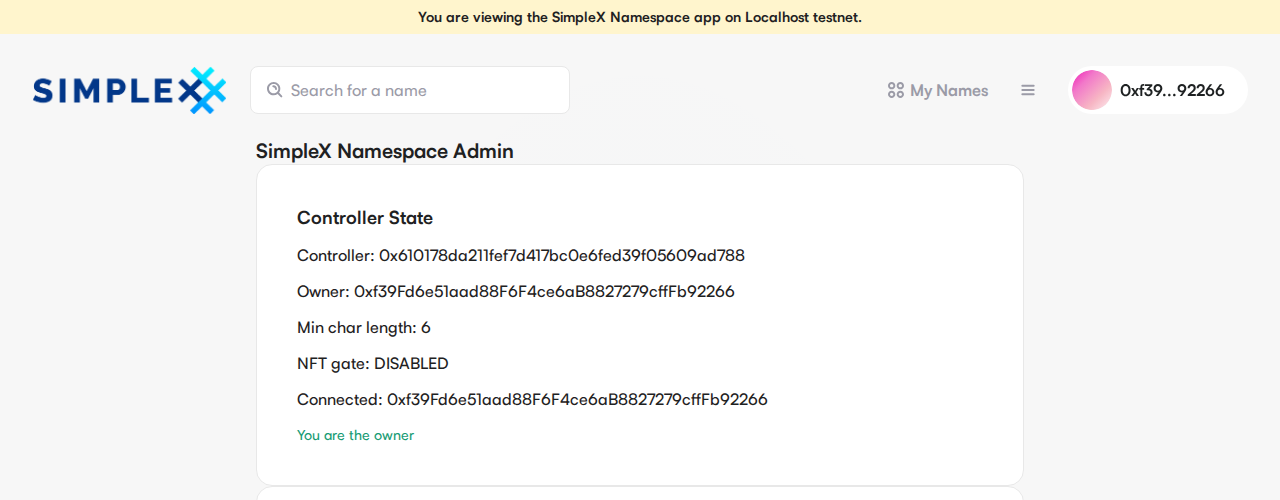 You are viewing the SimpleX Namespace app on Localhost testnet.
SIMPLEX
Search for a name
My Names
0xf39...92266
SimpleX Namespace Admin
Controller State
Controller: 0x610178da211fef7d417bc0e6fed39f05609ad788
Owner: 0xf39Fd6e51aad88F6F4ce6aB8827279cffFb92266
Min char length: 6
NFT gate: DISABLED
Connected: 0xf39Fd6e51aad88F6F4ce6aB8827279cffFb92266
You are the owner